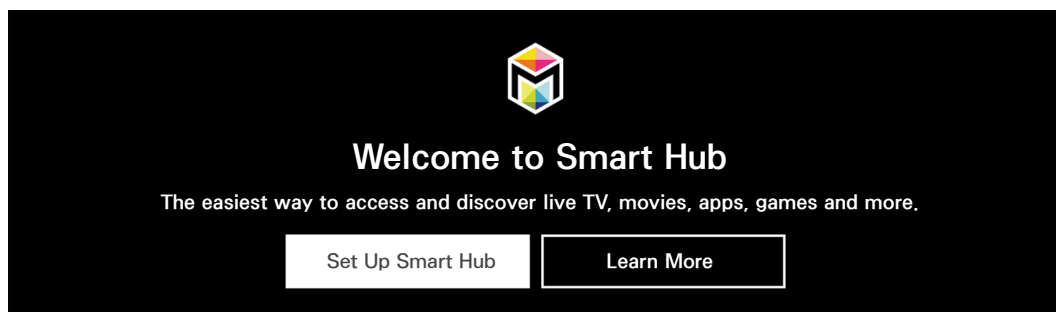 Welcome to Smart Hub
The easiest way to access and discover live TV, movies, apps, games and more.
Set Up Smart Hub
Learn More